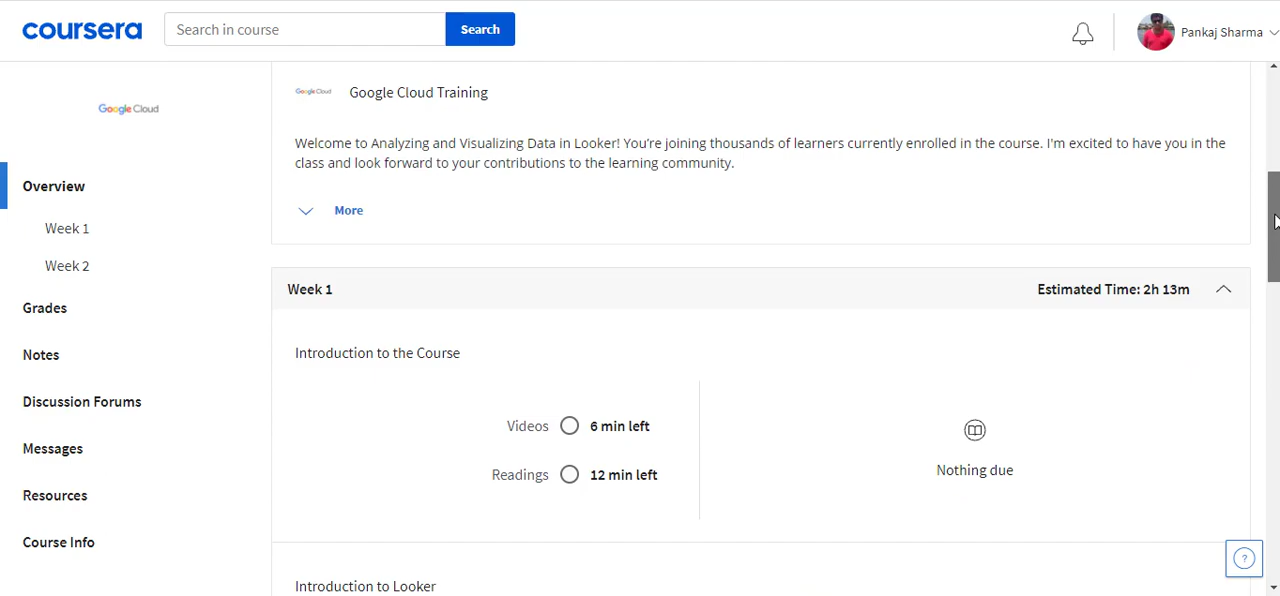 coursera
Search in course
Search
Pankaj Sharma
Google Cloud
Overview
Week 1
Week 2
Grades
Notes
Discussion Forums
Messages
Resources
Course Info
Google Cloud
Google Cloud Training
Welcome to Analyzing and Visualizing Data in Looker! You’re joining thousands of learners currently enrolled in the course. I'm excited to have you in the
class and look forward to your contributions to the learning community.
More
Week 1
Estimated Time: 2h 13m
Introduction to the Course
Videos 6 min left
Readings 12 min left
Nothing due
?
Introduction to Looker